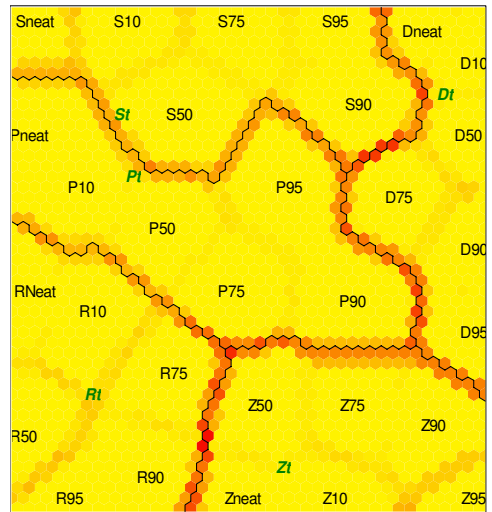 Sneat S10 S75 S95 Dneat
D10
St S50 S90 Dt
Pneat D50
Pt
P10 P95 D75
P50
D90
RNeat P75 P90
R10 D95
R75
Rt Z50 Z75
R50 Z90
R90 Zt
R95 Zneat Z10 Z95